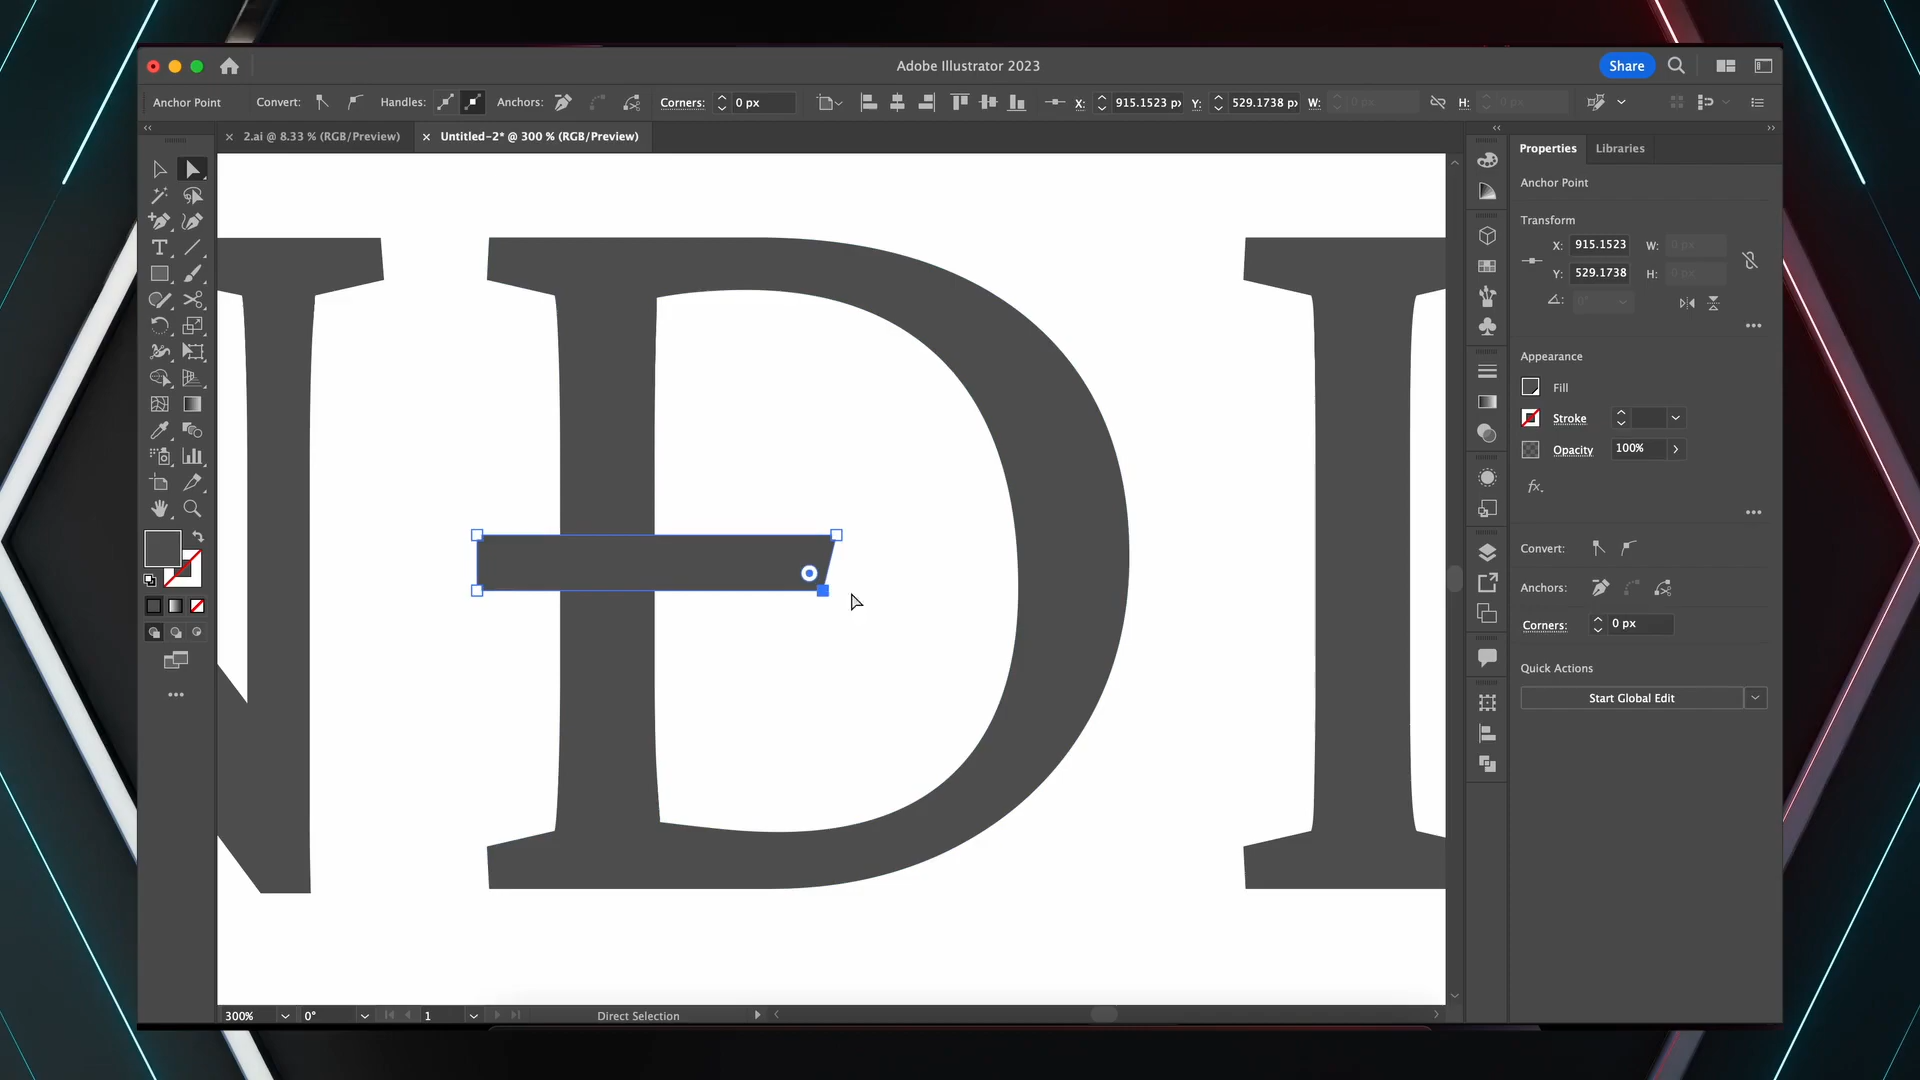 Adobe Illustrator 2023
Share
Anchor Point
Convert:
Handles:
Anchors:
Corners:
0 px
X:
915.1523 px
Y:
529.1738 px
W:
0 px
H:
0 px
2.ai @ 8.33 % (RGB/Preview)
Untitled-2* @ 300 % (RGB/Preview)
Properties
Libraries
Anchor Point
Transform
X:
915.1523
W:
0 px
Y:
529.1738
H:
0 px
0°
Appearance
Fill
Stroke
Opacity
100%
fx.
Convert:
Anchors:
Corners:
0 px
Quick Actions
Start Global Edit
T
N D I
300%
0°
1
Direct Selection